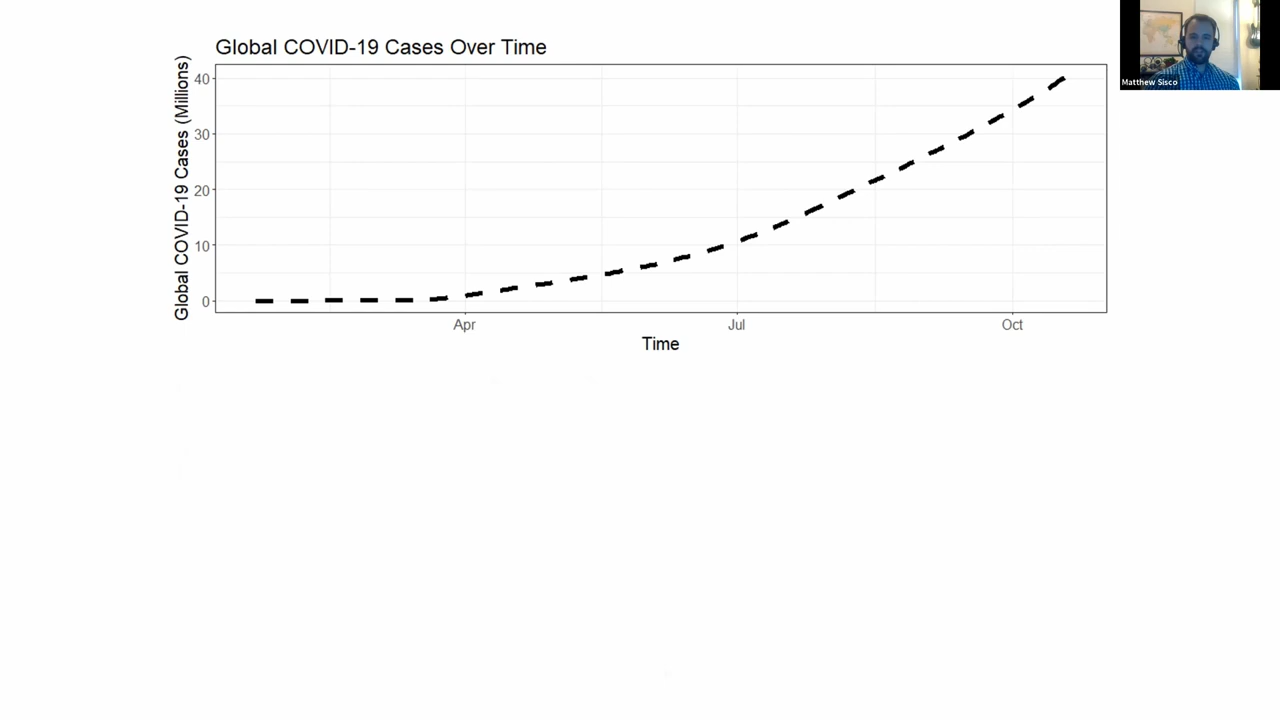 Global COVID-19 Cases Over Time
Global COVID-19 Cases (Millions)
40
30
20
10
0
Apr
Jul
Oct
Time
Matthew Sisco